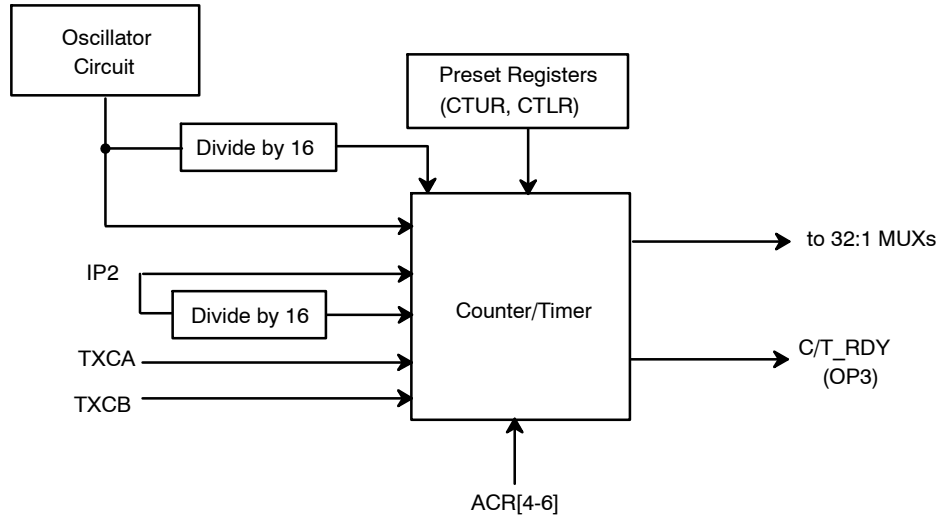 Oscillator
Circuit
Preset Registers
(CTUR, CTLR)
Divide by 16
to 32:1 MUXs
IP2
Divide by 16
Counter/Timer
TXCA
C/T_RDY
(OP3)
TXCB
ACR[4-6]